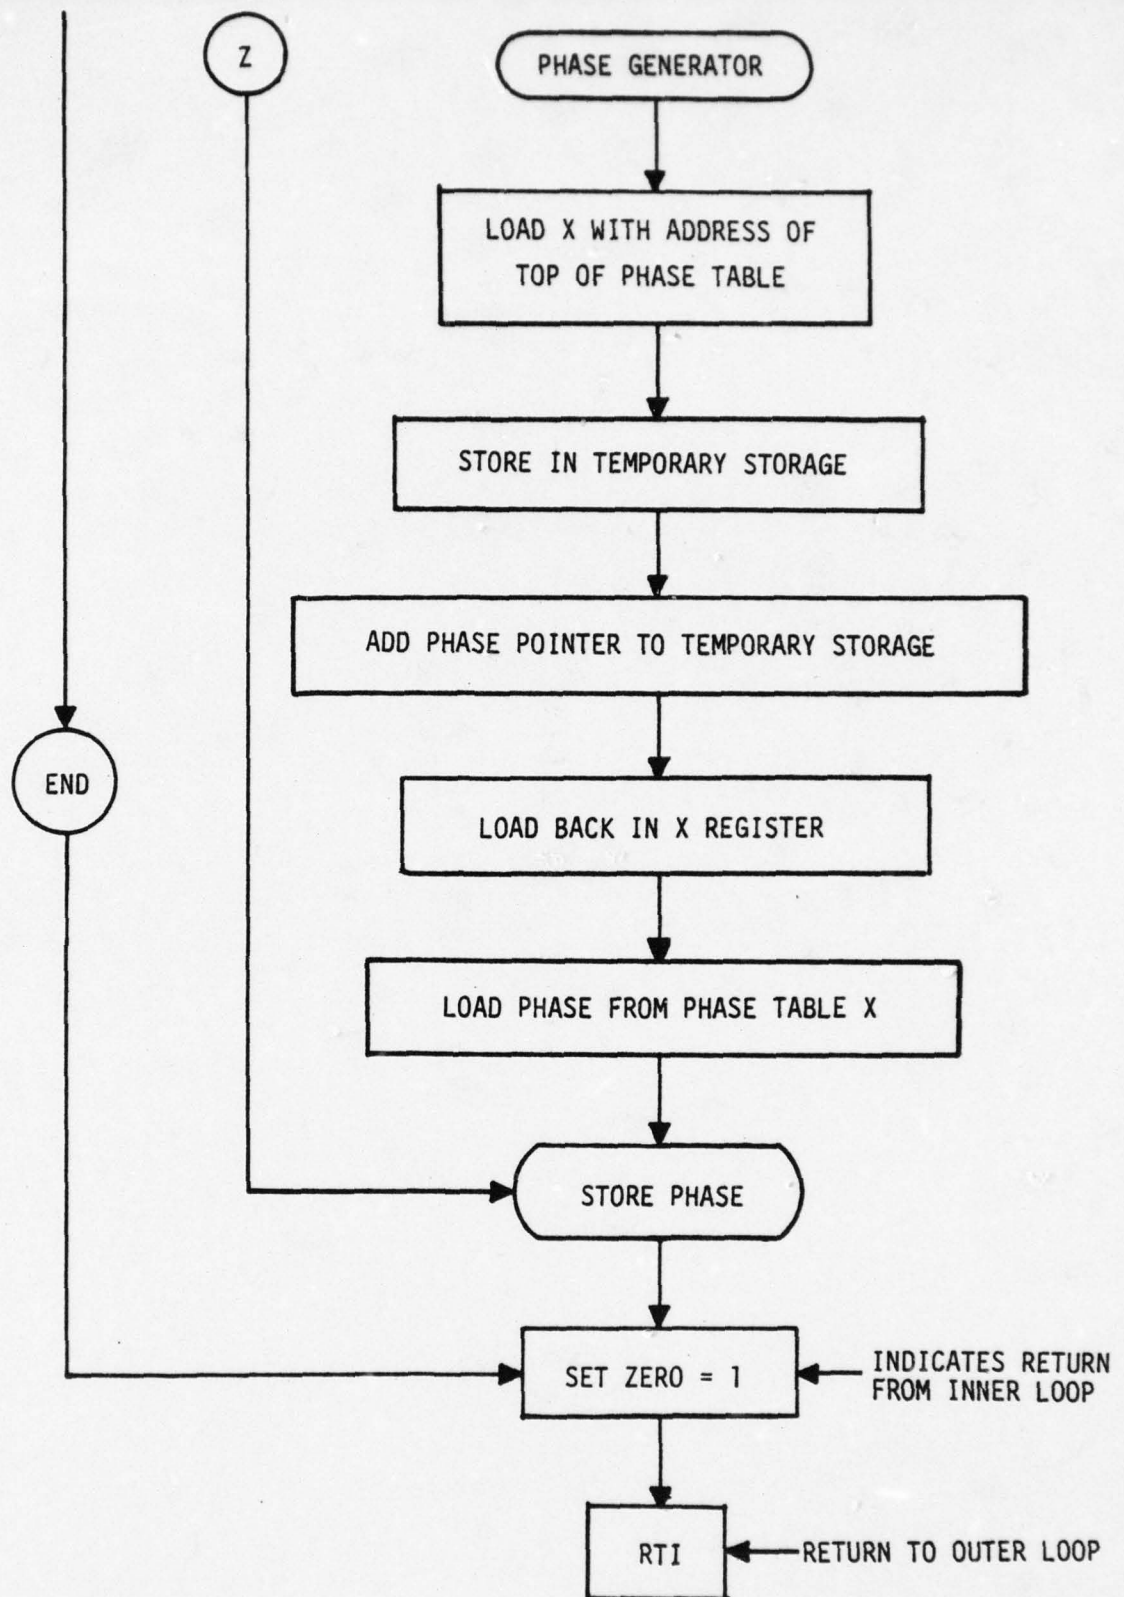 Z
PHASE GENERATOR
LOAD X WITH ADDRESS OF
TOP OF PHASE TABLE
STORE IN TEMPORARY STORAGE
ADD PHASE POINTER TO TEMPORARY STORAGE
END
LOAD BACK IN X REGISTER
LOAD PHASE FROM PHASE TABLE X
STORE PHASE
SET ZERO = 1
INDICATES RETURN
FROM INNER LOOP
RTI
RETURN TO OUTER LOOP